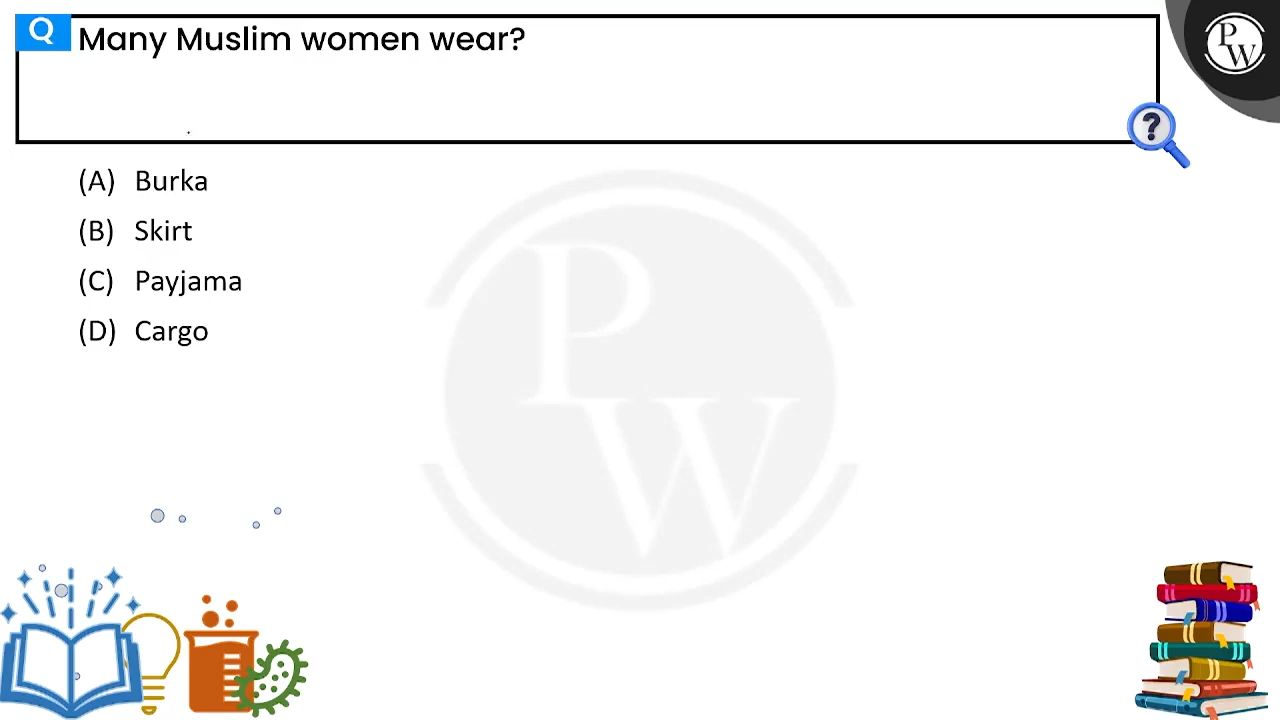 Q Many Muslim women wear?
P
W
?
(A) Burka
(B) Skirt
(C) Payjama
(D) Cargo
P
W